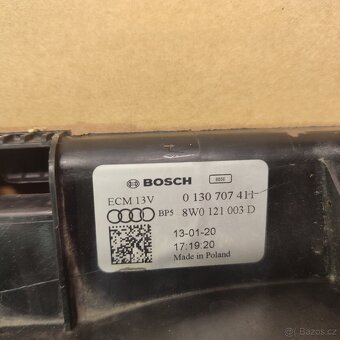 BOSCH
ECM 13V 0 130 707 411
BP5 8W0 121 003 D
13-01-20
17:19:20
Made in Poland
Bazos.cz